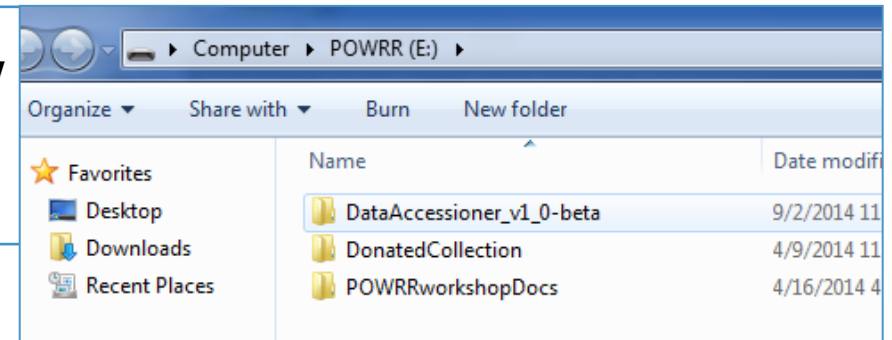 Computer ▸ POWRR (E:) ▸
Organize ▾ Share with ▾ Burn New folder
Favorites
Desktop
Downloads
Recent Places
Name Date modifi
DataAccessioner_v1_0-beta 9/2/2014 11
DonatedCollection 4/9/2014 11
POWRRworkshopDocs 4/16/2014 4